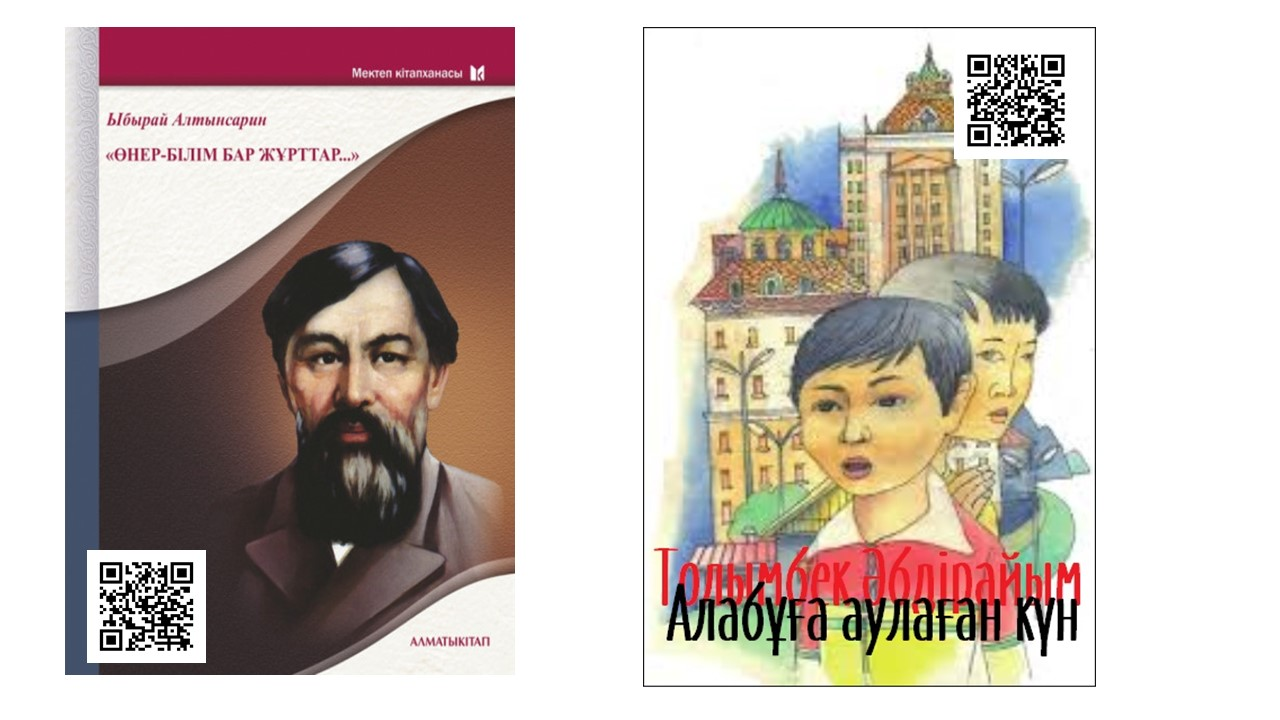 Мектеп кітапханасы
Ыбырай Алтынсарин
«ӨНЕР-БІЛІМ БАР ЖҰРТТАР...»
АЛМАТЫКІТАП
Толымбек Әбдірайым
Алабұға аулаған күн